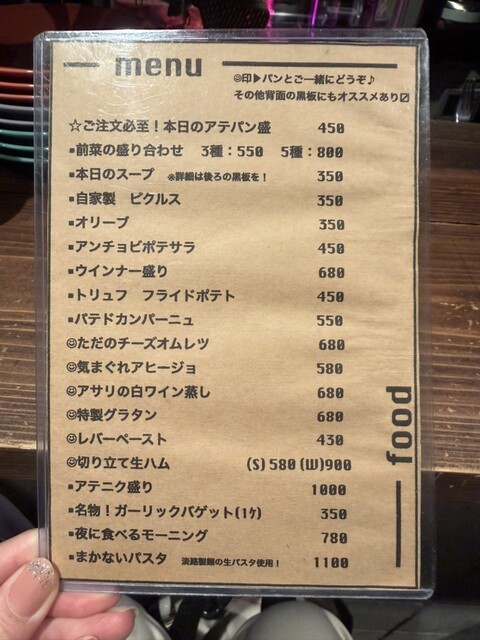 menu
☺印▶パンとご一緒にどうぞ♪
その他背面の黒板にもオススメあり☑
☆ご注文必至！本日のアテパン盛 450
▪前菜の盛り合わせ 3種：550 5種：800
▪本日のスープ ※詳細は後ろの黒板を！ 350
▪自家製 ピクルス 350
▪オリーブ 350
▪アンチョビポテサラ 450
▪ウインナー盛り 680
▪トリュフ フライドポテト 450
▪パテドカンパーニュ 550
☺ただのチーズオムレツ 680
☺気まぐれアヒージョ 580
☺アサリの白ワイン蒸し 680
☺特製グラタン 680
☺レバーペースト 430
☺切り立て生ハム (S)580(W)900
▪アテニク盛り 1000
▪名物！ガーリックバゲット(1ケ) 350
▪夜に食べるモーニング 780
▪まかないパスタ 淡路製麺の生パスタ使用！ 1100
food